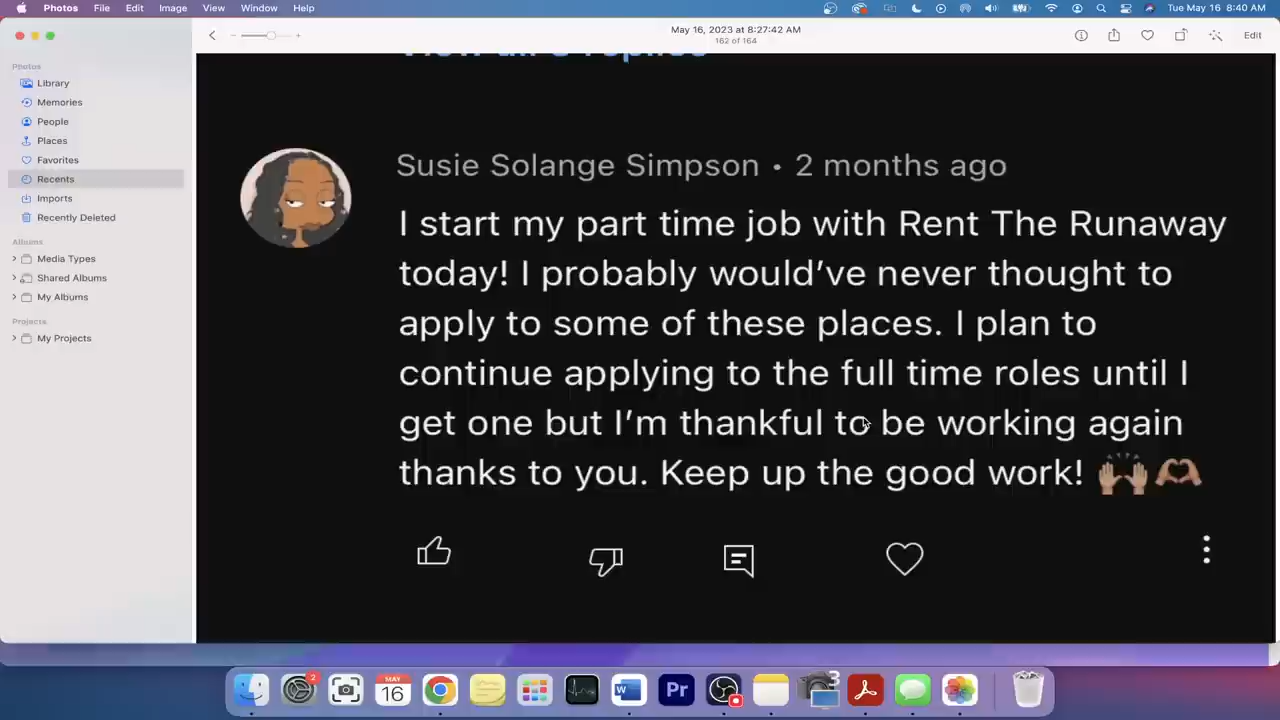 Photos File Edit Image View Window Help
Tue May 16 8:40 AM
May 16, 2023 at 8:27:42 AM
162 of 164
Edit
Photos
Library
Memories
People
Places
Favorites
Recents
Imports
Recently Deleted
Albums
Media Types
Shared Albums
My Albums
Projects
My Projects
Susie Solange Simpson • 2 months ago
I start my part time job with Rent The Runaway
today! I probably would’ve never thought to
apply to some of these places. I plan to
continue applying to the full time roles until I
get one but I’m thankful to be working again
thanks to you. Keep up the good work! 🙌🏽🫶🏽
2
MAY
16
W
Pr
3